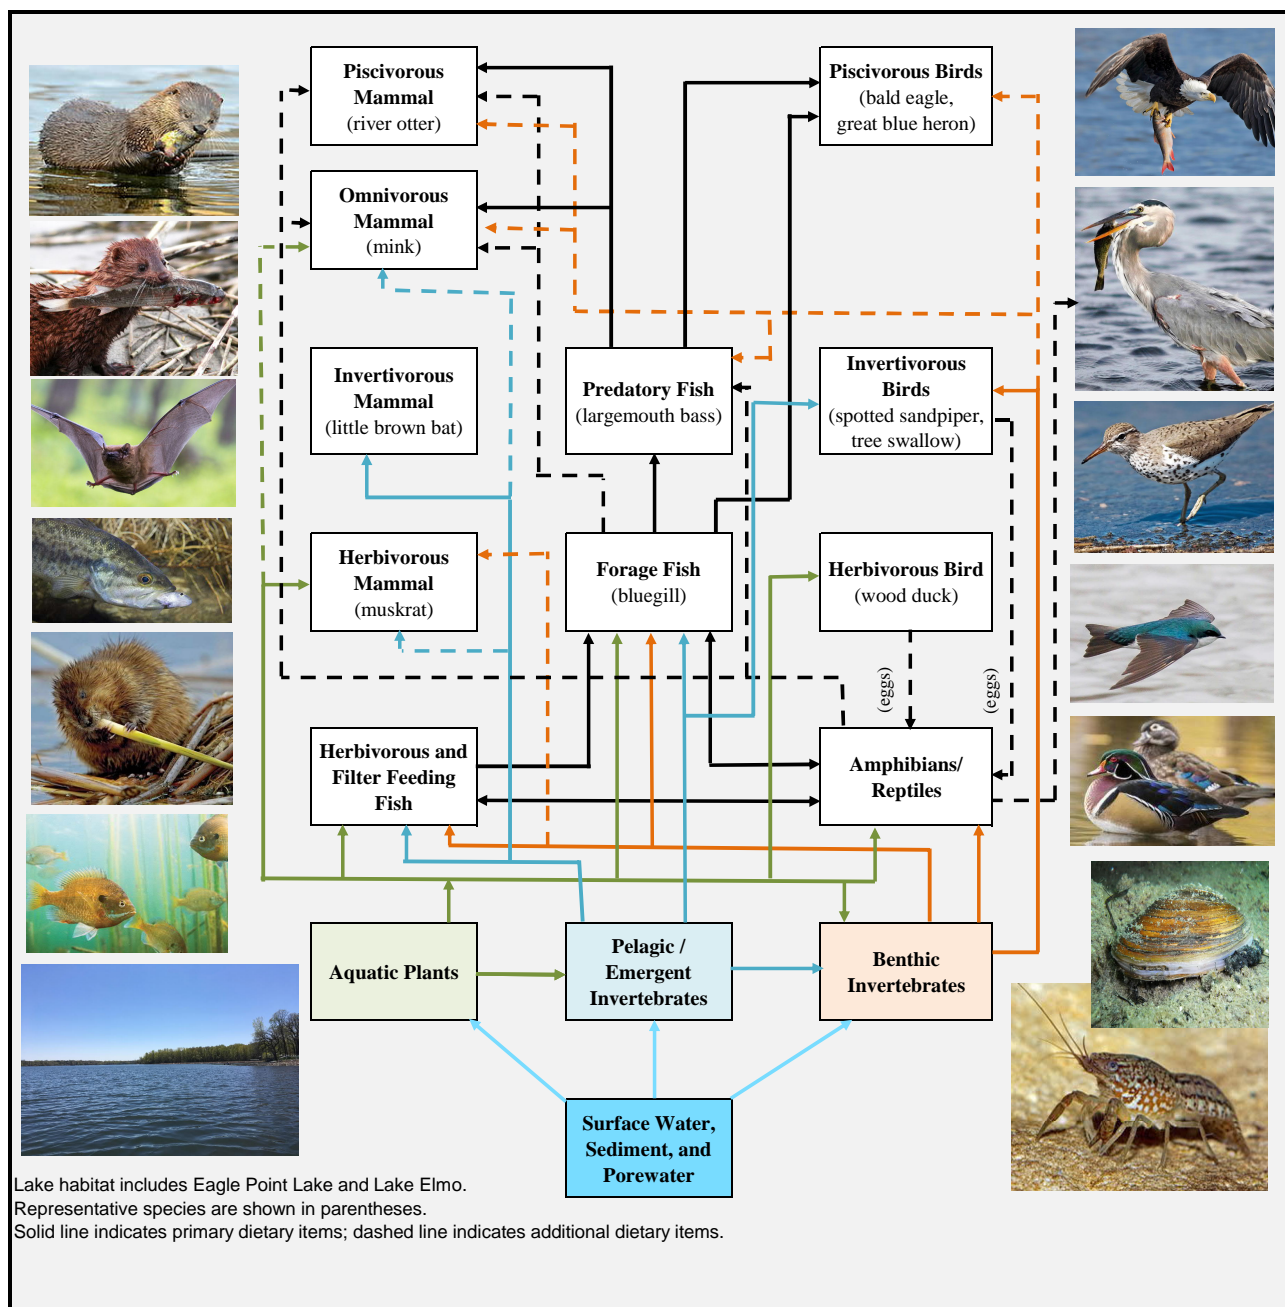 Piscivorous
Mammal
(river otter)
Piscivorous Birds
(bald eagle,
great blue heron)
Omnivorous
Mammal
(mink)
Invertivorous
Mammal
(little brown bat)
Predatory Fish
(largemouth bass)
Invertivorous
Birds
(spotted sandpiper,
tree swallow)
Herbivorous
Mammal
(muskrat)
Forage Fish
(bluegill)
Herbivorous Bird
(wood duck)
(eggs)
(eggs)
Herbivorous and
Filter Feeding
Fish
Amphibians/
Reptiles
Aquatic Plants
Pelagic /
Emergent
Invertebrates
Benthic
Invertebrates
Surface Water,
Sediment, and
Porewater
Lake habitat includes Eagle Point Lake and Lake Elmo.
Representative species are shown in parentheses.
Solid line indicates primary dietary items; dashed line indicates additional dietary items.